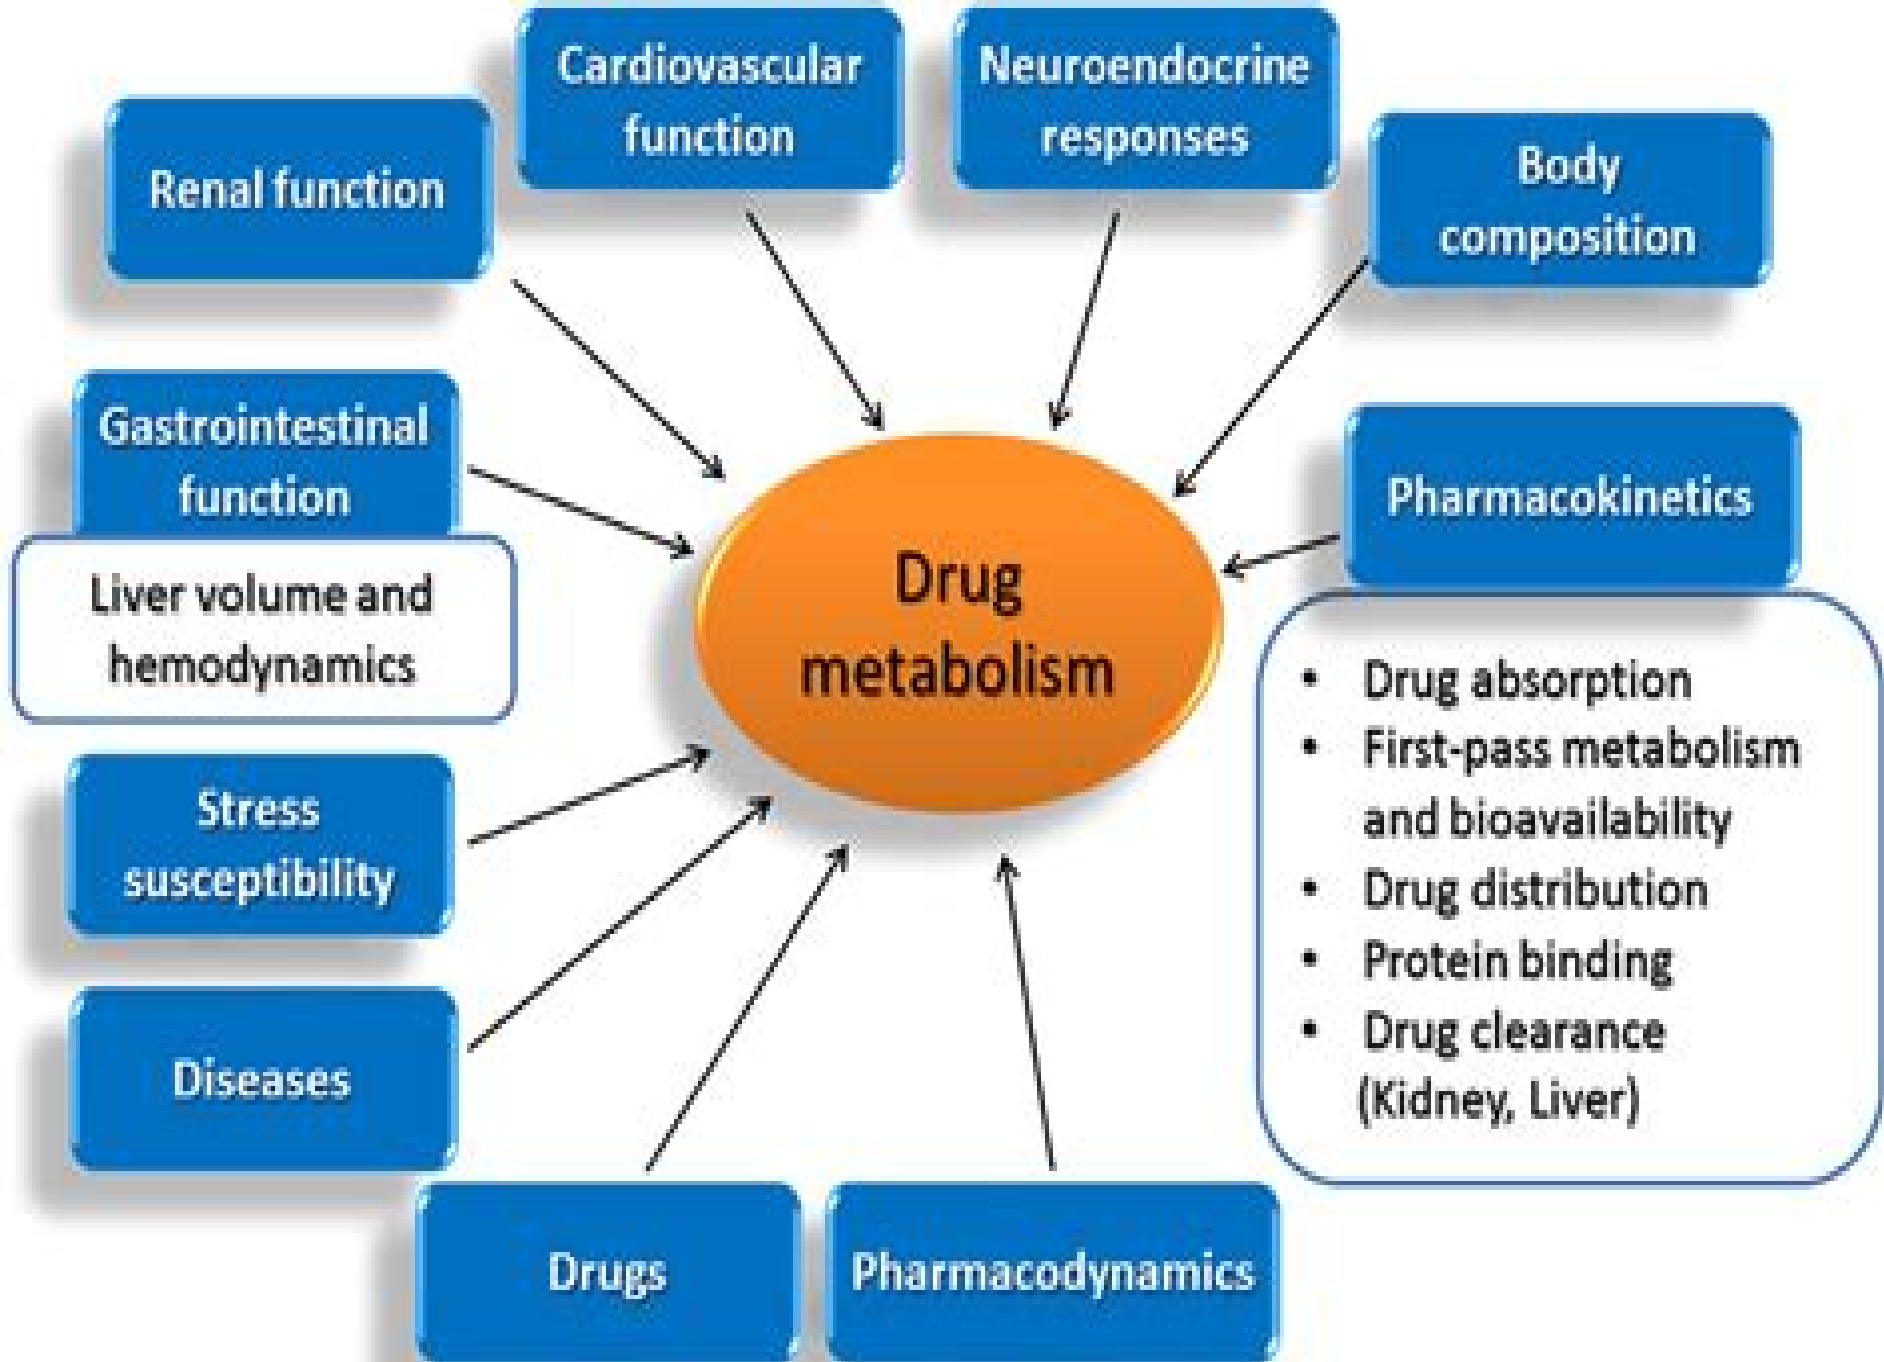 Cardiovascular
function
Neuroendocrine
responses
Renal function
Body
composition
Gastrointestinal
function
Liver volume and
hemodynamics
Pharmacokinetics
• Drug absorption
• First-pass metabolism
and bioavailability
• Drug distribution
• Protein binding
• Drug clearance
(Kidney, Liver)
Drug
metabolism
Stress
susceptibility
Diseases
Drugs
Pharmacodynamics